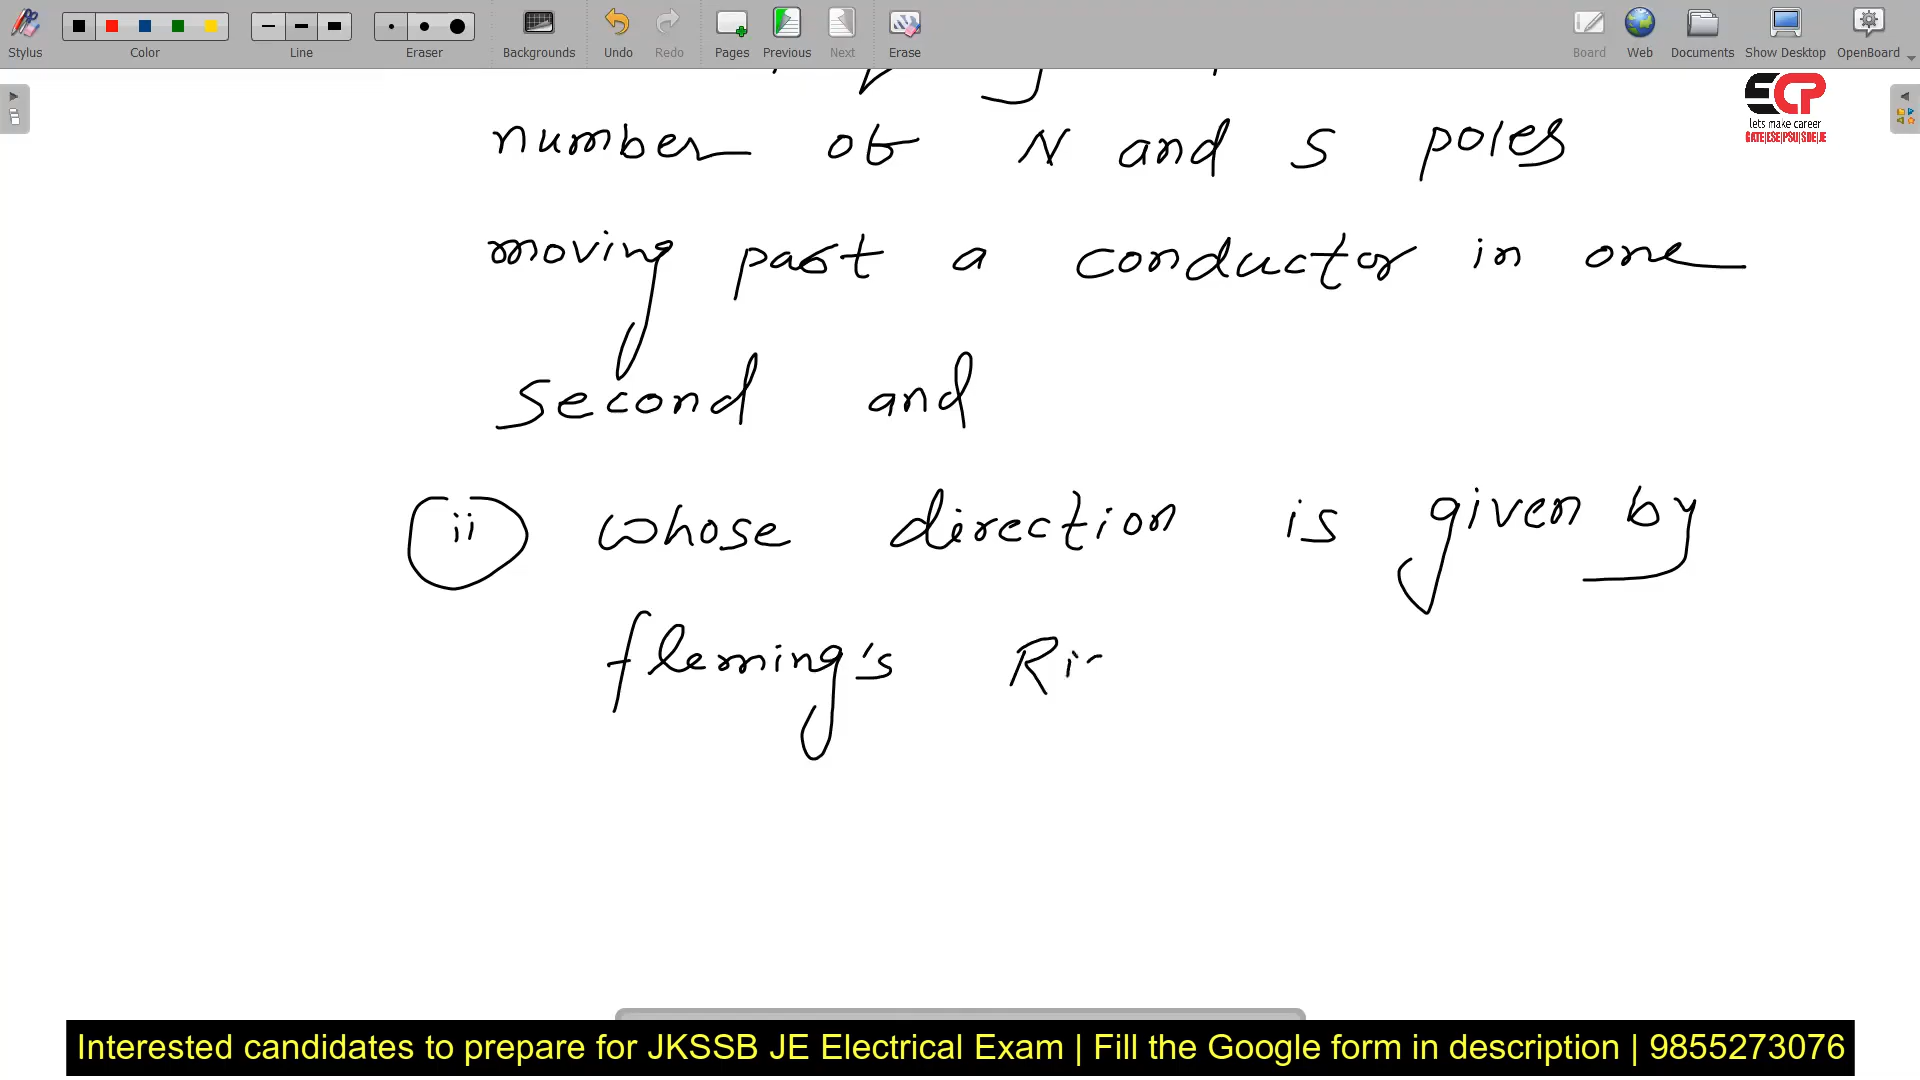 Stylus Color Line Eraser Backgrounds Undo Redo Pages Previous Next Erase Board Web Documents Show Desktop OpenBoard
ECP
lets make career
GATE|ESE|PSU|SDE|JE
number of N and S poles
moving past a conductor in one
second and
ii whose direction is given by
fleming's Ri
Interested candidates to prepare for JKSSB JE Electrical Exam | Fill the Google form in description | 9855273076